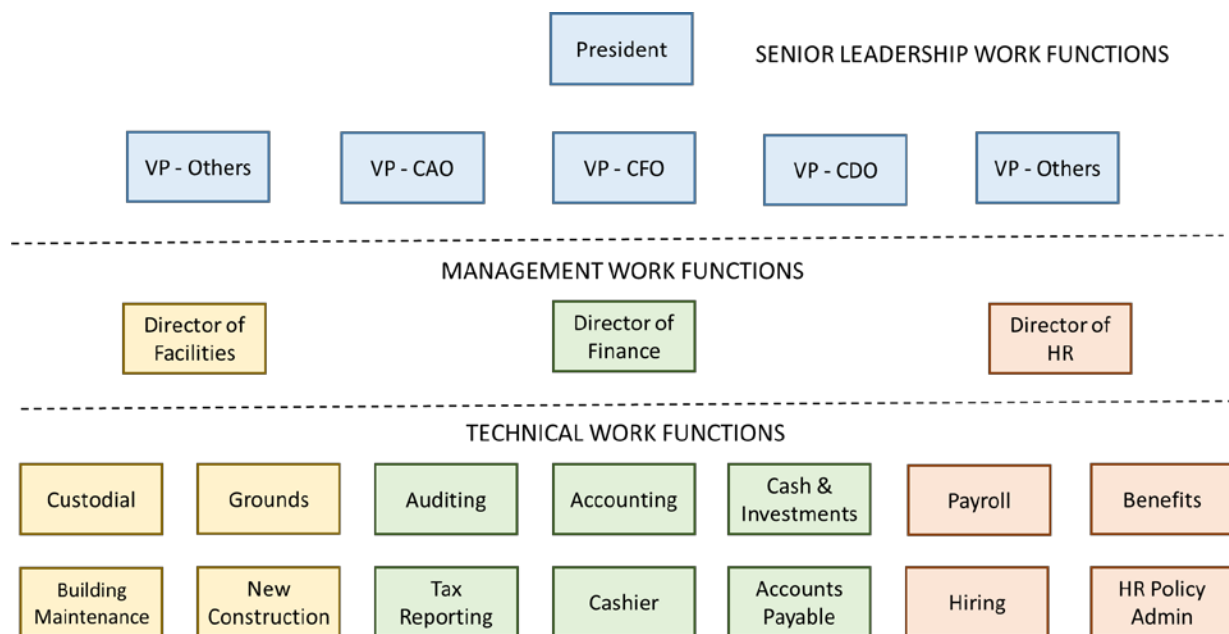 President
SENIOR LEADERSHIP WORK FUNCTIONS
VP - Others
VP - CAO
VP - CFO
VP - CDO
VP - Others
MANAGEMENT WORK FUNCTIONS
Director of
Facilities
Director of
Finance
Director of
HR
TECHNICAL WORK FUNCTIONS
Custodial
Grounds
Auditing
Accounting
Cash &
Investments
Payroll
Benefits
Building
Maintenance
New
Construction
Tax
Reporting
Cashier
Accounts
Payable
Hiring
HR Policy
Admin